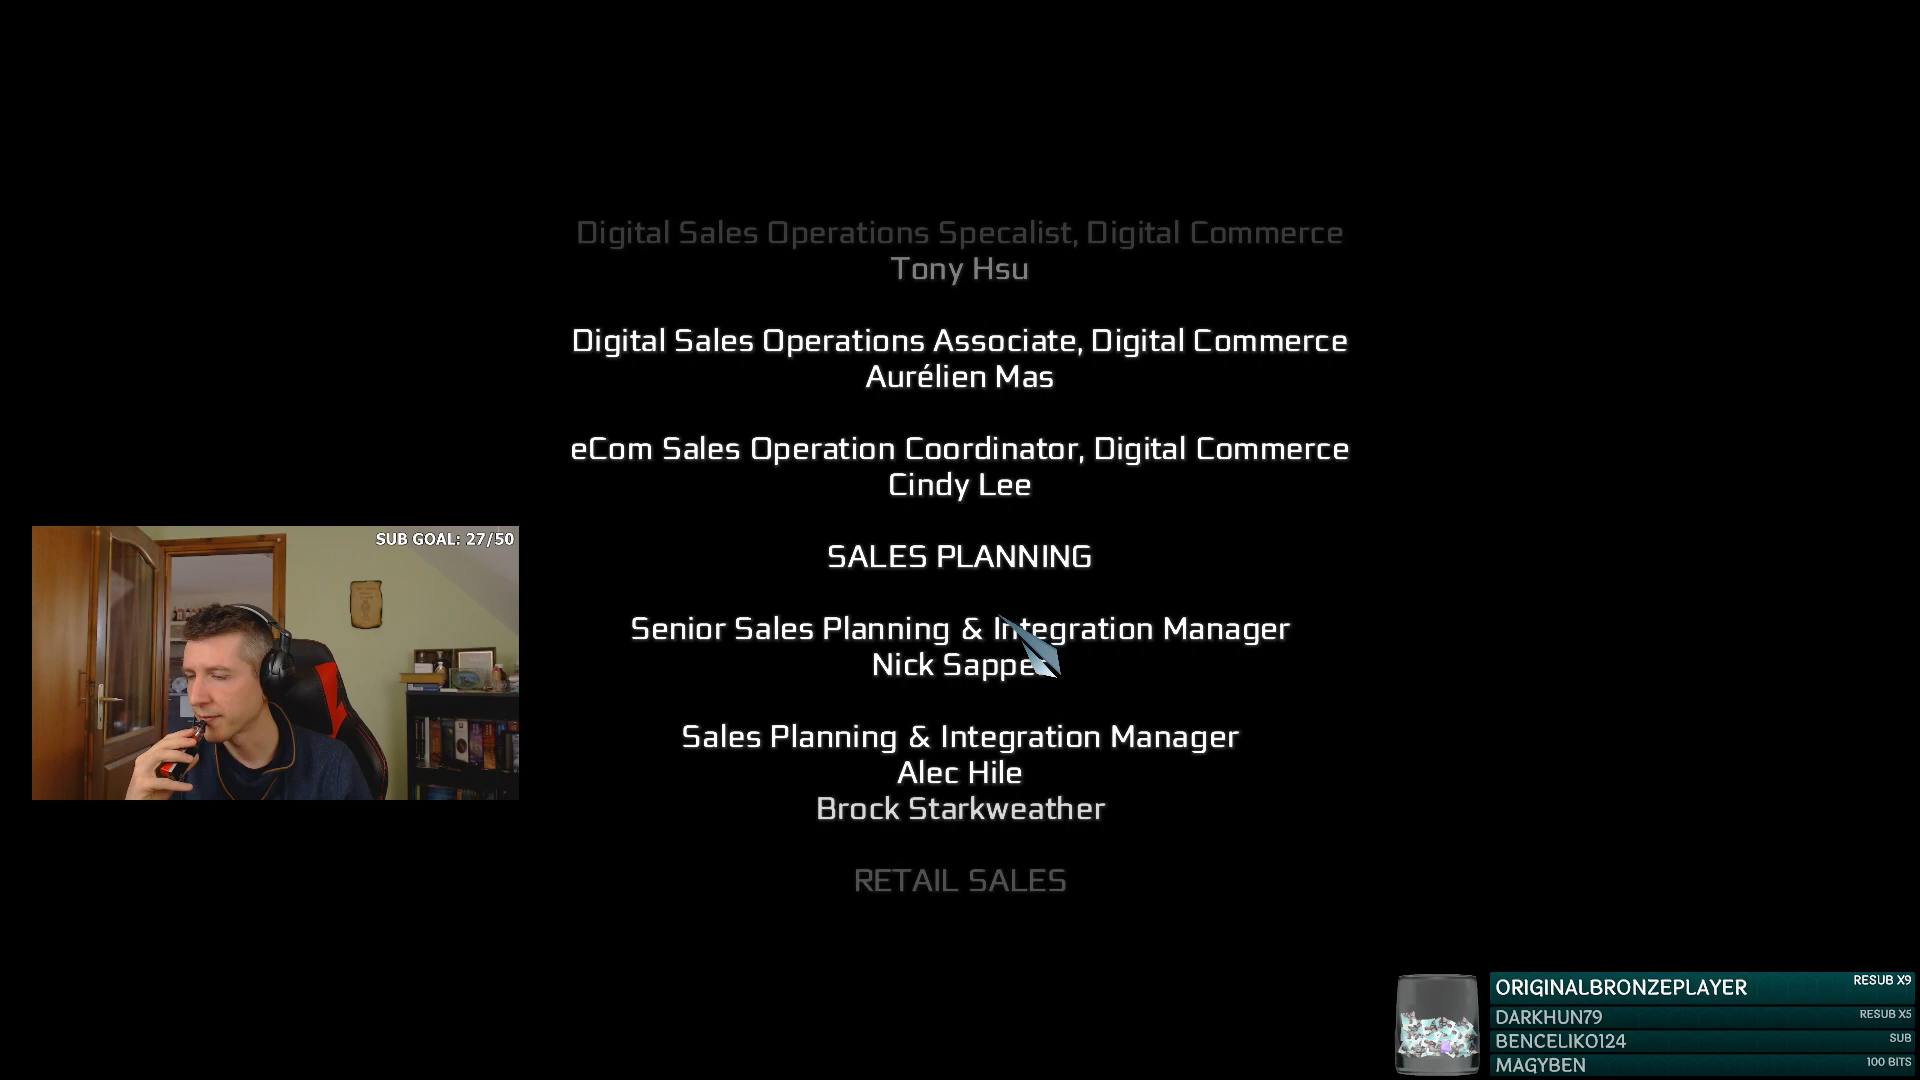 Digital Sales Operations Specalist, Digital Commerce
Tony Hsu
Digital Sales Operations Associate, Digital Commerce
Aurélien Mas
eCom Sales Operation Coordinator, Digital Commerce
Cindy Lee
SALES PLANNING
Senior Sales Planning & Integration Manager
Nick
Sales Planning & Integration Manager
Alec Hile
Brock Starkweather
RETAIL SALES
SUB GOAL: 27/50
ORIGINALBRONZEPLAYER RESUB X9
DARKHUN79 RESUB X5
BENCELIKO124 SUB
MAGYBEN 100 BITS